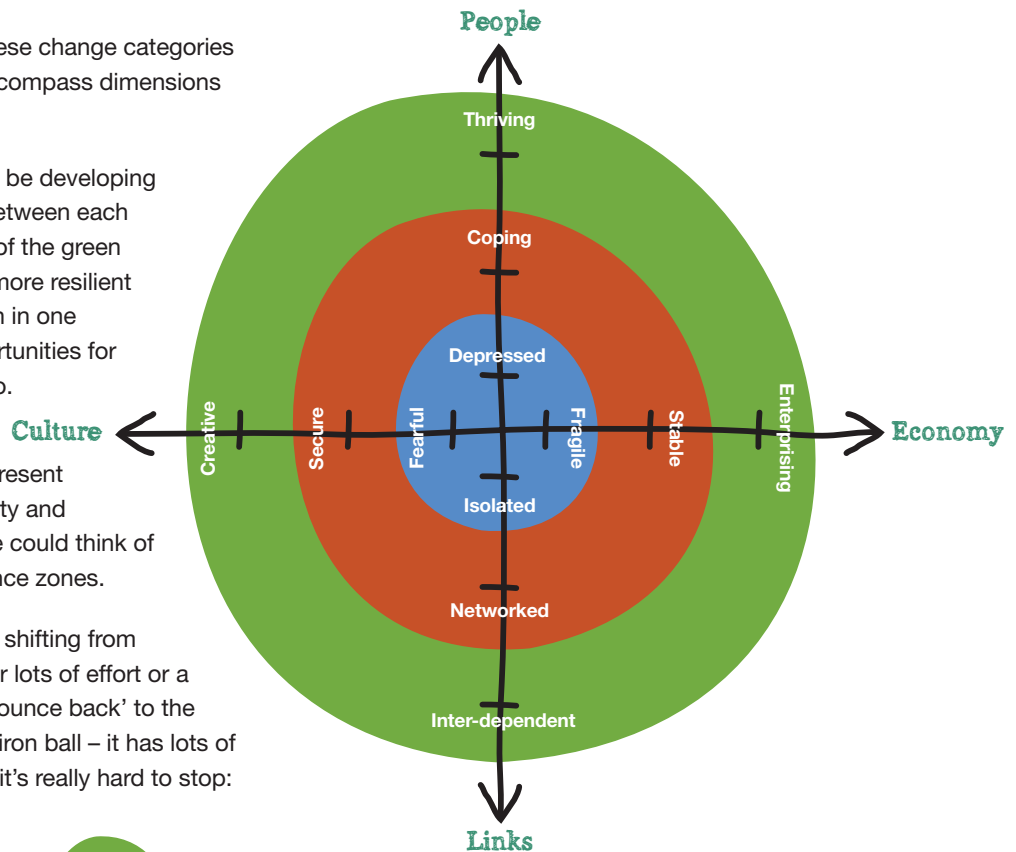 ese change categories
compass dimensions
be developing
etween each
of the green
more resilient
n in one
rtunities for
o.
resent
ty and
e could think of
nce zones.
shifting from
r lots of effort or a
ounce back’ to the
iron ball – it has lots of
it’s really hard to stop:
People
Thriving
Coping
Depressed
Culture
Creative
Secure
Fearful
Fragile
Stable
Enterprising
Economy
Isolated
Networked
Inter-dependent
Links